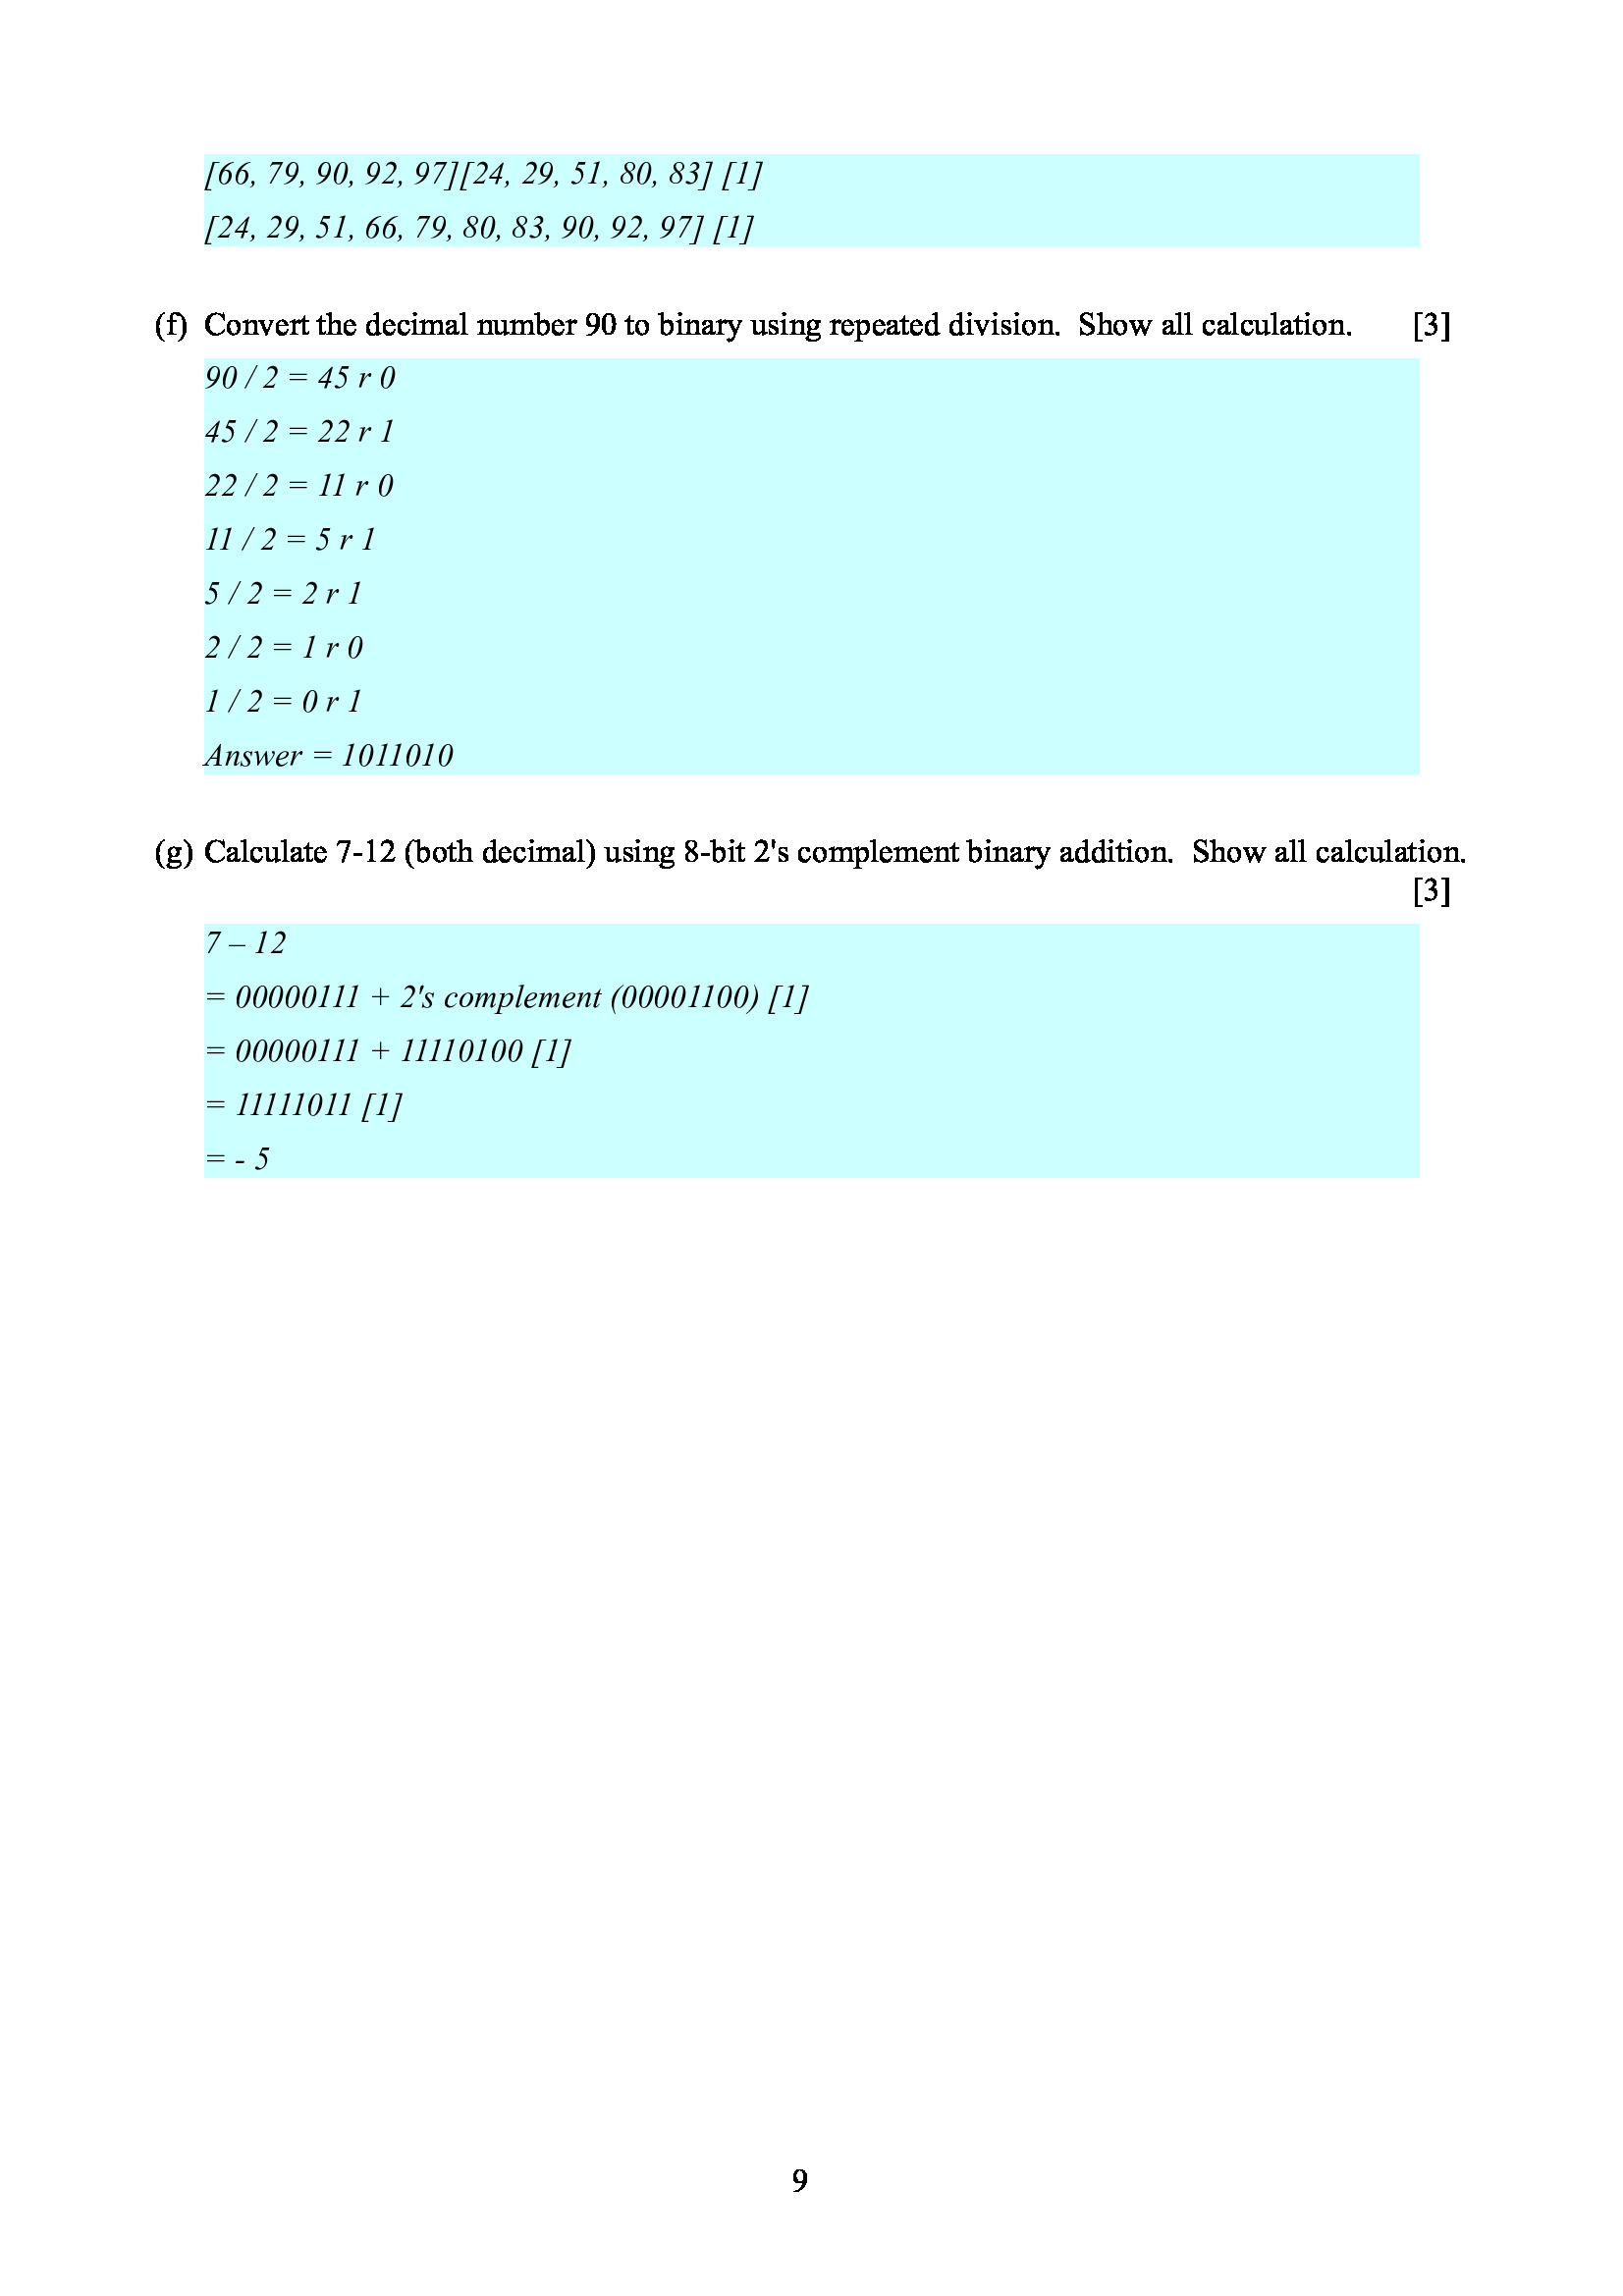 [66, 79, 90, 92, 97][24, 29, 51, 80, 83] [1]
[24, 29, 51, 66, 79, 80, 83, 90, 92, 97] [1]
(f) Convert the decimal number 90 to binary using repeated division. Show all calculation. [3]
90 / 2 = 45 r 0
45 / 2 = 22 r 1
22 / 2 = 11 r 0
11 / 2 = 5 r 1
5 / 2 = 2 r 1
2 / 2 = 1 r 0
1 / 2 = 0 r 1
Answer = 1011010
(g) Calculate 7-12 (both decimal) using 8-bit 2's complement binary addition. Show all calculation.
[3]
7 – 12
= 00000111 + 2's complement (00001100) [1]
= 00000111 + 11110100 [1]
= 11111011 [1]
= - 5
9